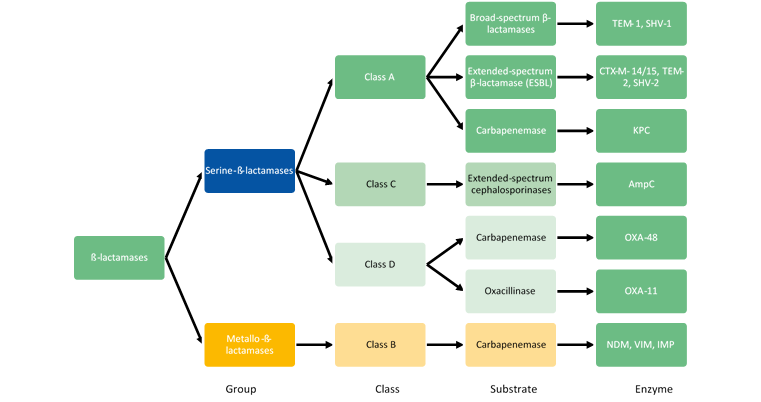 Broad-spectrum β-
lactamases
TEM-1, SHV-1
Class A
Extended-spectrum
β-lactamase (ESBL)
CTX-M-14/15, TEM-
2, SHV-2
Carbapenemase
KPC
Serine-ß-lactamases
Class C
Extended-spectrum
cephalosporinases
AmpC
ß-lactamases
Class D
Carbapenemase
OXA-48
Oxacillinase
OXA-11
Metallo-ß-
lactamases
Class B
Carbapenemase
NDM, VIM, IMP
Group
Class
Substrate
Enzyme